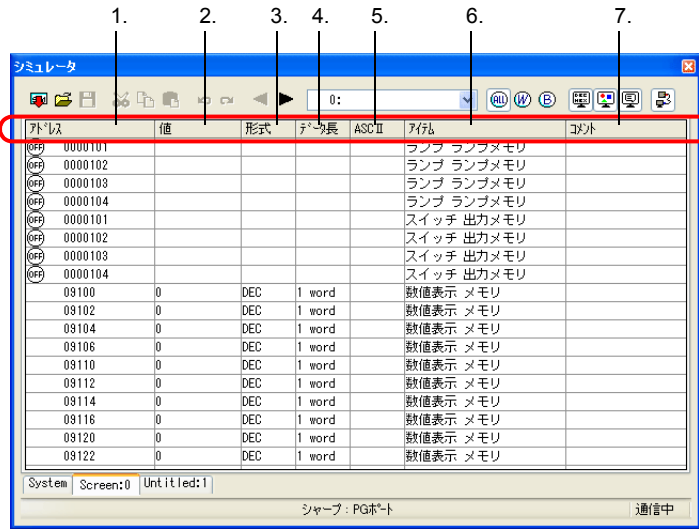 1. 2. 3. 4. 5. 6. 7.
シミュレータ
0: ALL W B DEC HEX
アドレス 値 形式 データ長 ASCⅡ アイテム コメント
OFF 0000101 ランプ ランプメモリ
OFF 0000102 ランプ ランプメモリ
OFF 0000103 ランプ ランプメモリ
OFF 0000104 ランプ ランプメモリ
OFF 0000101 スイッチ 出力メモリ
OFF 0000102 スイッチ 出力メモリ
OFF 0000103 スイッチ 出力メモリ
OFF 0000104 スイッチ 出力メモリ
09100 0 DEC 1 word 数値表示 メモリ
09102 0 DEC 1 word 数値表示 メモリ
09104 0 DEC 1 word 数値表示 メモリ
09106 0 DEC 1 word 数値表示 メモリ
09110 0 DEC 1 word 数値表示 メモリ
09112 0 DEC 1 word 数値表示 メモリ
09114 0 DEC 1 word 数値表示 メモリ
09116 0 DEC 1 word 数値表示 メモリ
09120 0 DEC 1 word 数値表示 メモリ
09122 0 DEC 1 word 数値表示 メモリ
System Screen:0 Untitled:1
シャープ : PGポート 通信中